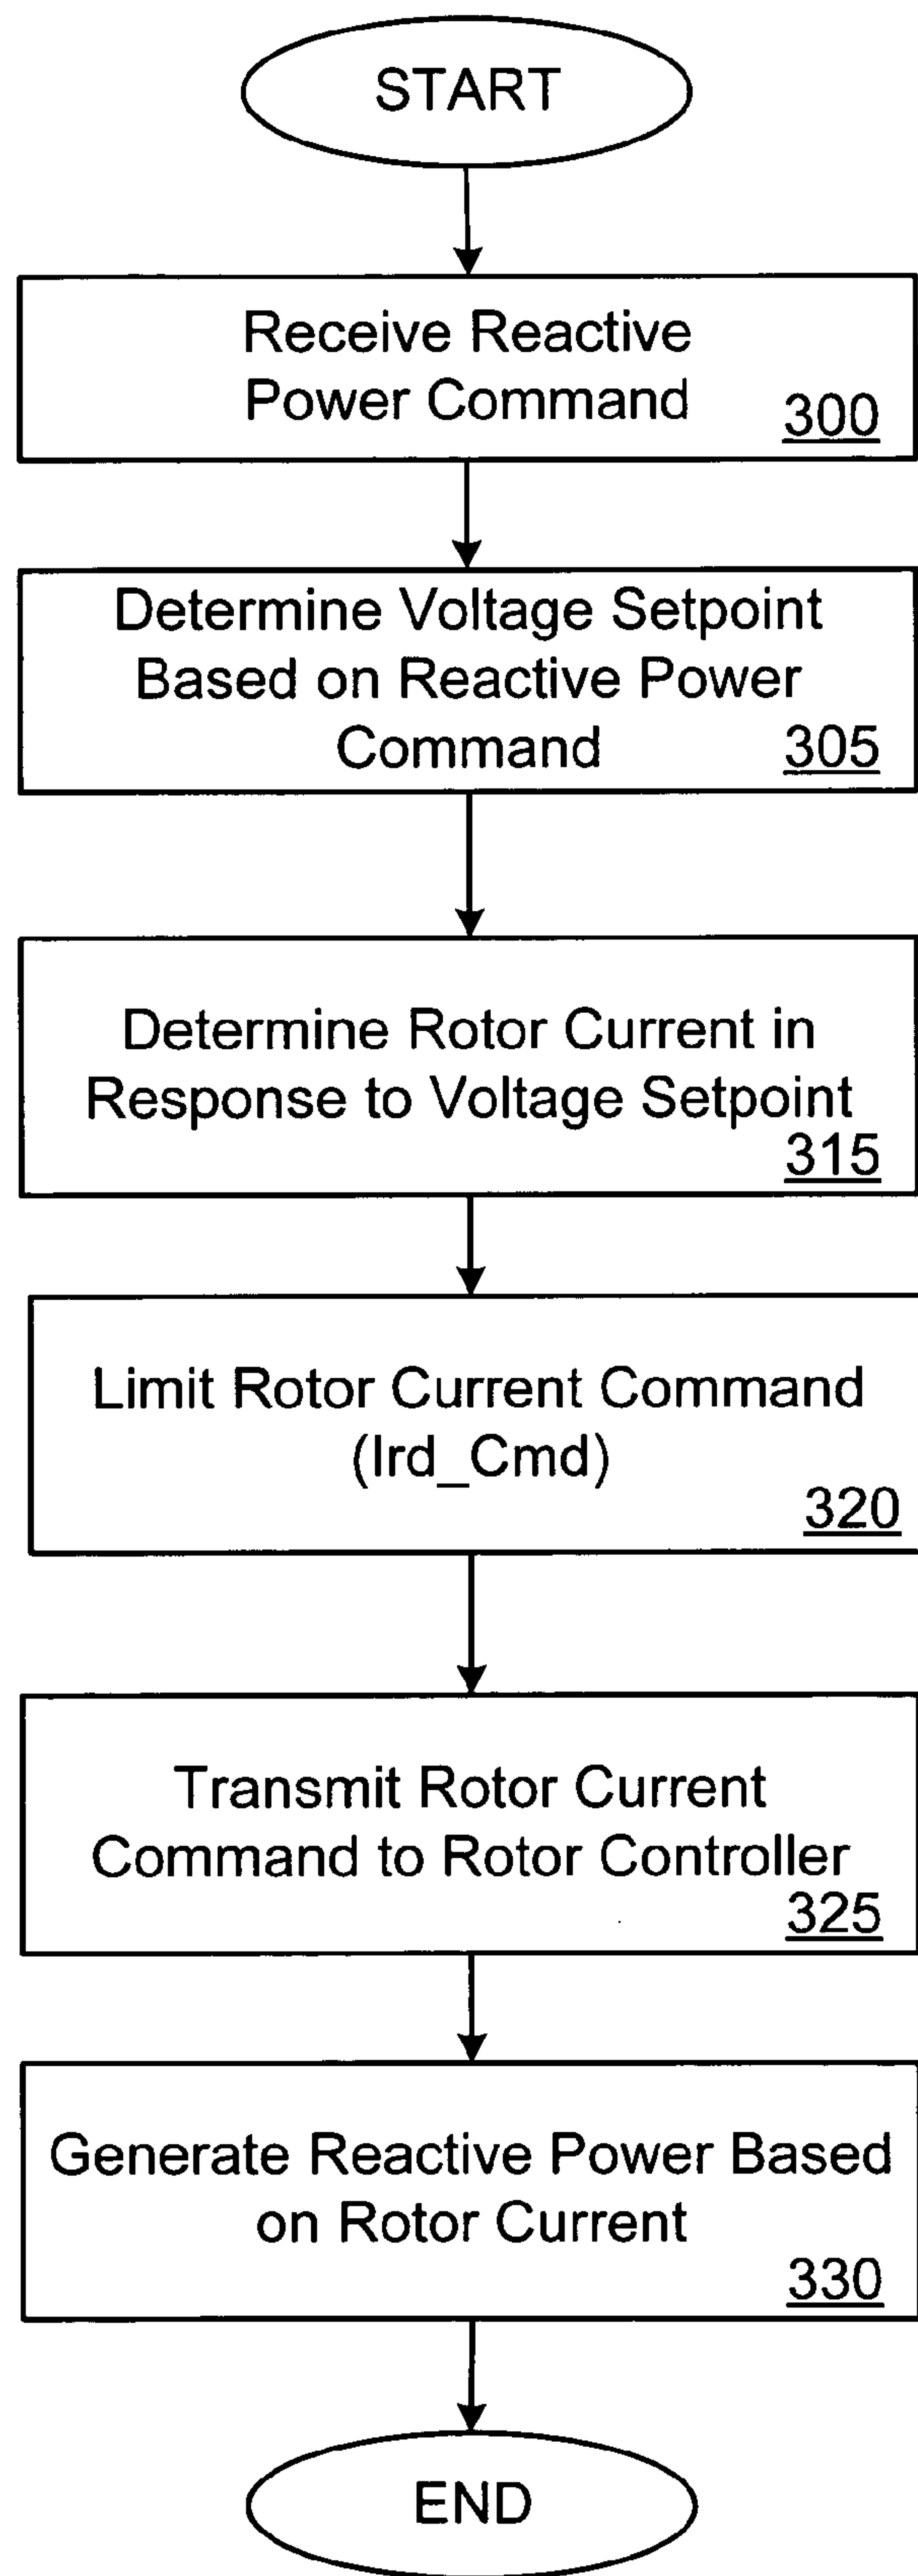 START
Receive Reactive
Power Command
300
Determine Voltage Setpoint
Based on Reactive Power
Command
305
Determine Rotor Current in
Response to Voltage Setpoint
315
Limit Rotor Current Command
(Ird_Cmd)
320
Transmit Rotor Current
Command to Rotor Controller
325
Generate Reactive Power Based
on Rotor Current
330
END